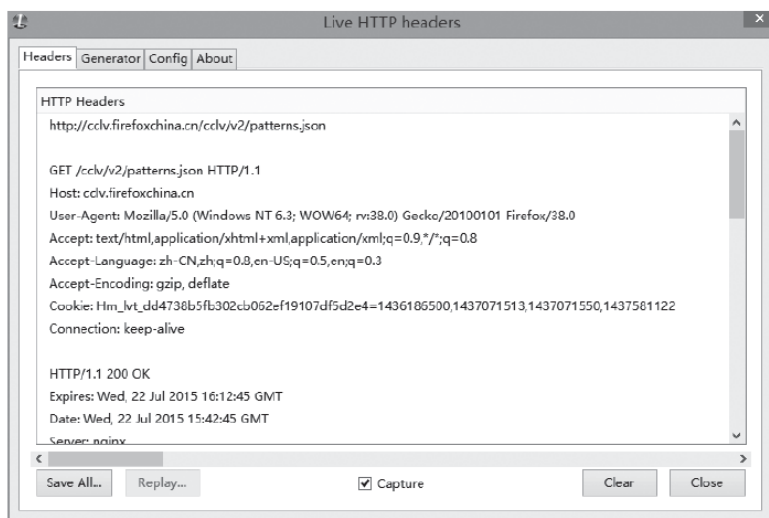 Live HTTP headers
Headers Generator Config About
HTTP Headers
http://cclv.firefoxchina.cn/cclv/v2/patterns.json
GET /cclv/v2/patterns.json HTTP/1.1
Host: cclv.firefoxchina.cn
User-Agent: Mozilla/5.0 (Windows NT 6.3; WOW64; rv:38.0) Gecko/20100101 Firefox/38.0
Accept: text/html,application/xhtml+xml,application/xml;q=0.9,*/*;q=0.8
Accept-Language: zh-CN,zh;q=0.8,en-US;q=0.5,en;q=0.3
Accept-Encoding: gzip, deflate
Cookie: Hm_lvt_dd4738b5fb302cb062ef19107df5d2e4=1436186500,1437071513,1437071550,1437581122
Connection: keep-alive
HTTP/1.1 200 OK
Expires: Wed, 22 Jul 2015 16:12:45 GMT
Date: Wed, 22 Jul 2015 15:42:45 GMT
Server: nginx
Save All... Replay... Capture Clear Close